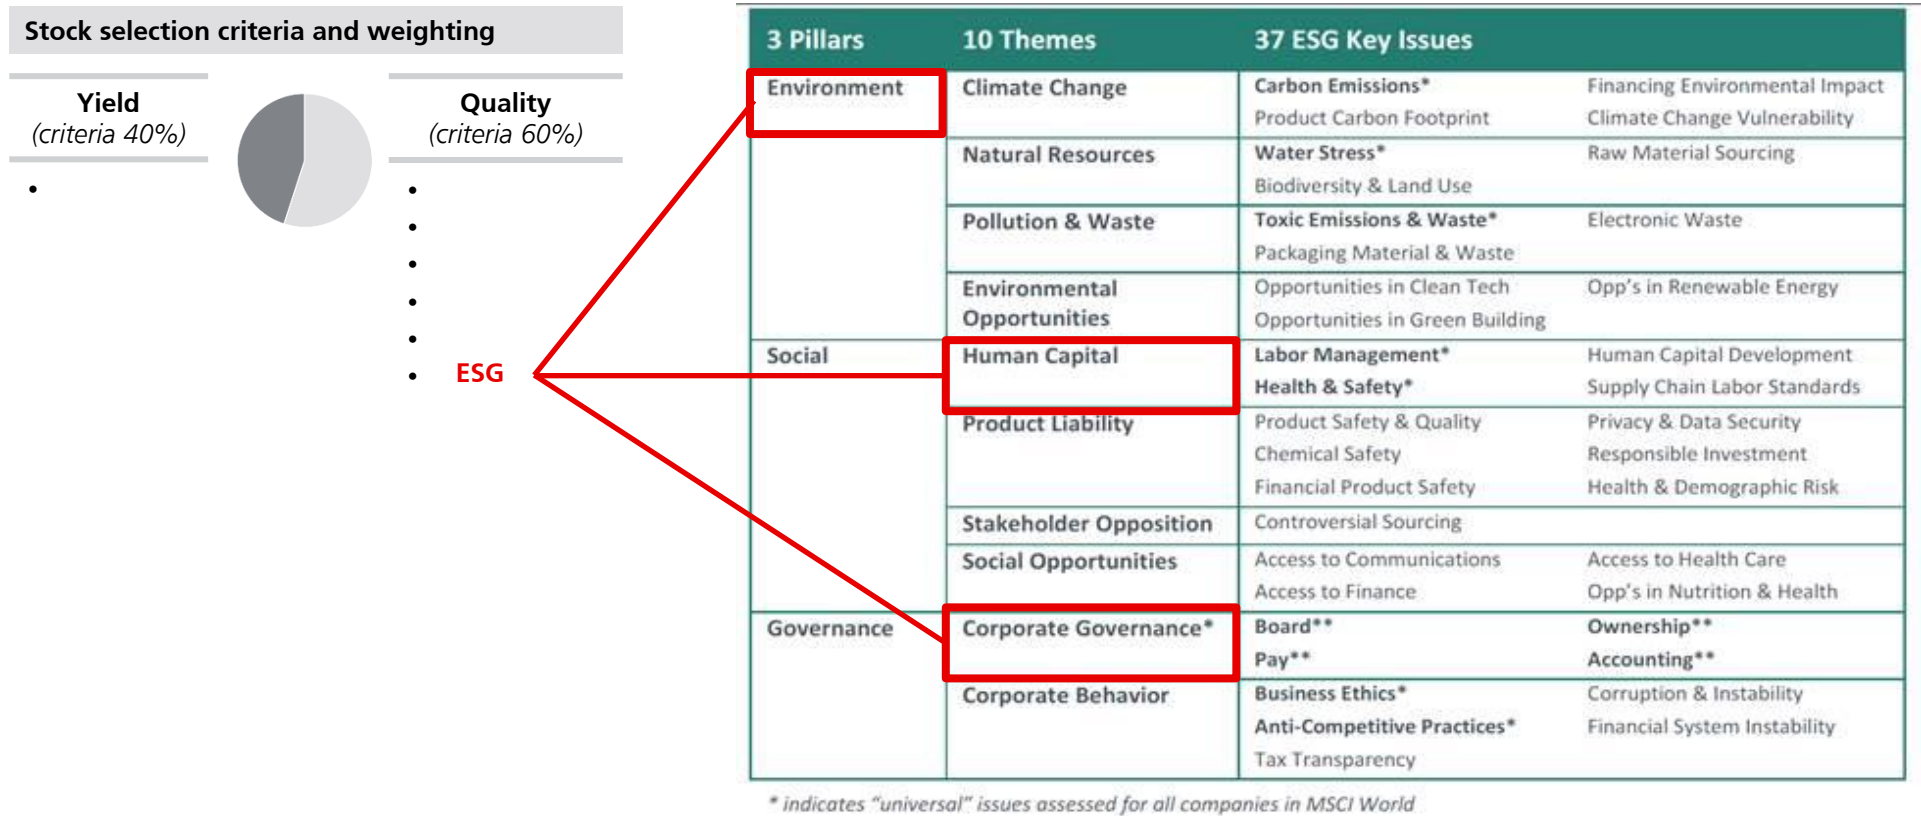 Stock selection criteria and weighting
Yield
(criteria 40%)
Quality
(criteria 60%)
•
•
•
•
•
•
• ESG
3 Pillars 10 Themes 37 ESG Key Issues
Environment Climate Change Carbon Emissions* Financing Environmental Impact
Product Carbon Footprint Climate Change Vulnerability
Natural Resources Water Stress* Raw Material Sourcing
Biodiversity & Land Use
Pollution & Waste Toxic Emissions & Waste* Electronic Waste
Packaging Material & Waste
Environmental Opportunities in Clean Tech Opp's in Renewable Energy
Opportunities Opportunities in Green Building
Social Human Capital Labor Management* Human Capital Development
Health & Safety* Supply Chain Labor Standards
Product Liability Product Safety & Quality Privacy & Data Security
Chemical Safety Responsible Investment
Financial Product Safety Health & Demographic Risk
Stakeholder Opposition Controversial Sourcing
Social Opportunities Access to Communications Access to Health Care
Access to Finance Opp's in Nutrition & Health
Governance Corporate Governance* Board** Ownership**
Pay** Accounting**
Corporate Behavior Business Ethics* Corruption & Instability
Anti-Competitive Practices* Financial System Instability
Tax Transparency
* indicates "universal" issues assessed for all companies in MSCI World